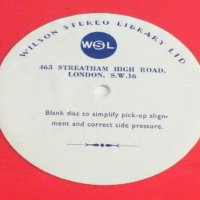 WILSON STEREO LIBRARY LTD
WSL
463 STREATHAM HIGH ROAD,
LONDON, S.W.16
Blank disc to simplify pick-up align-
ment and correct side pressure.